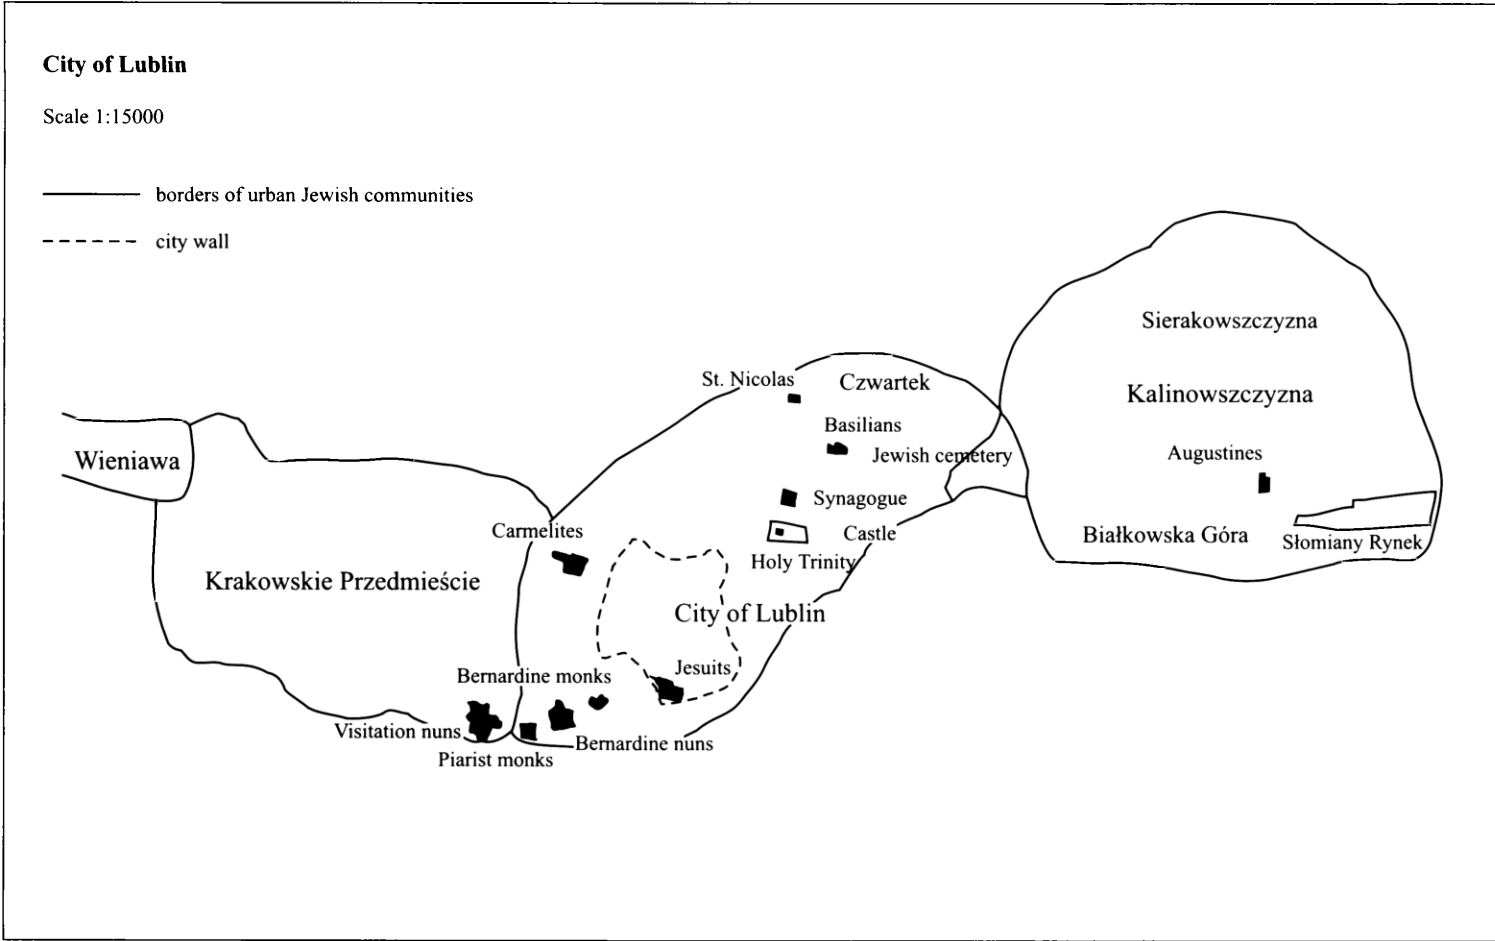 City of Lublin
Scale 1:15000
borders of urban Jewish communities
city wall
Sierakowszczyzna
St. Nicolas
Czwartek
Kalinowszczyzna
Basilians
Jewish cemetery
Augustines
Wieniawa
Synagogue
Carmelites
Castle
Białkowska Góra
Słomiany Rynek
Holy Trinity
Krakowskie Przedmieście
City of Lublin
Jesuits
Bernardine monks
Visitation nuns
Bernardine nuns
Piarist monks